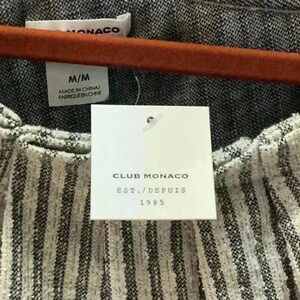 MONACO
M/M
MADE IN CHINA/
FABRIQUÉ EN CHINE
CLUB MONACO
EST./DEPUIS
1985